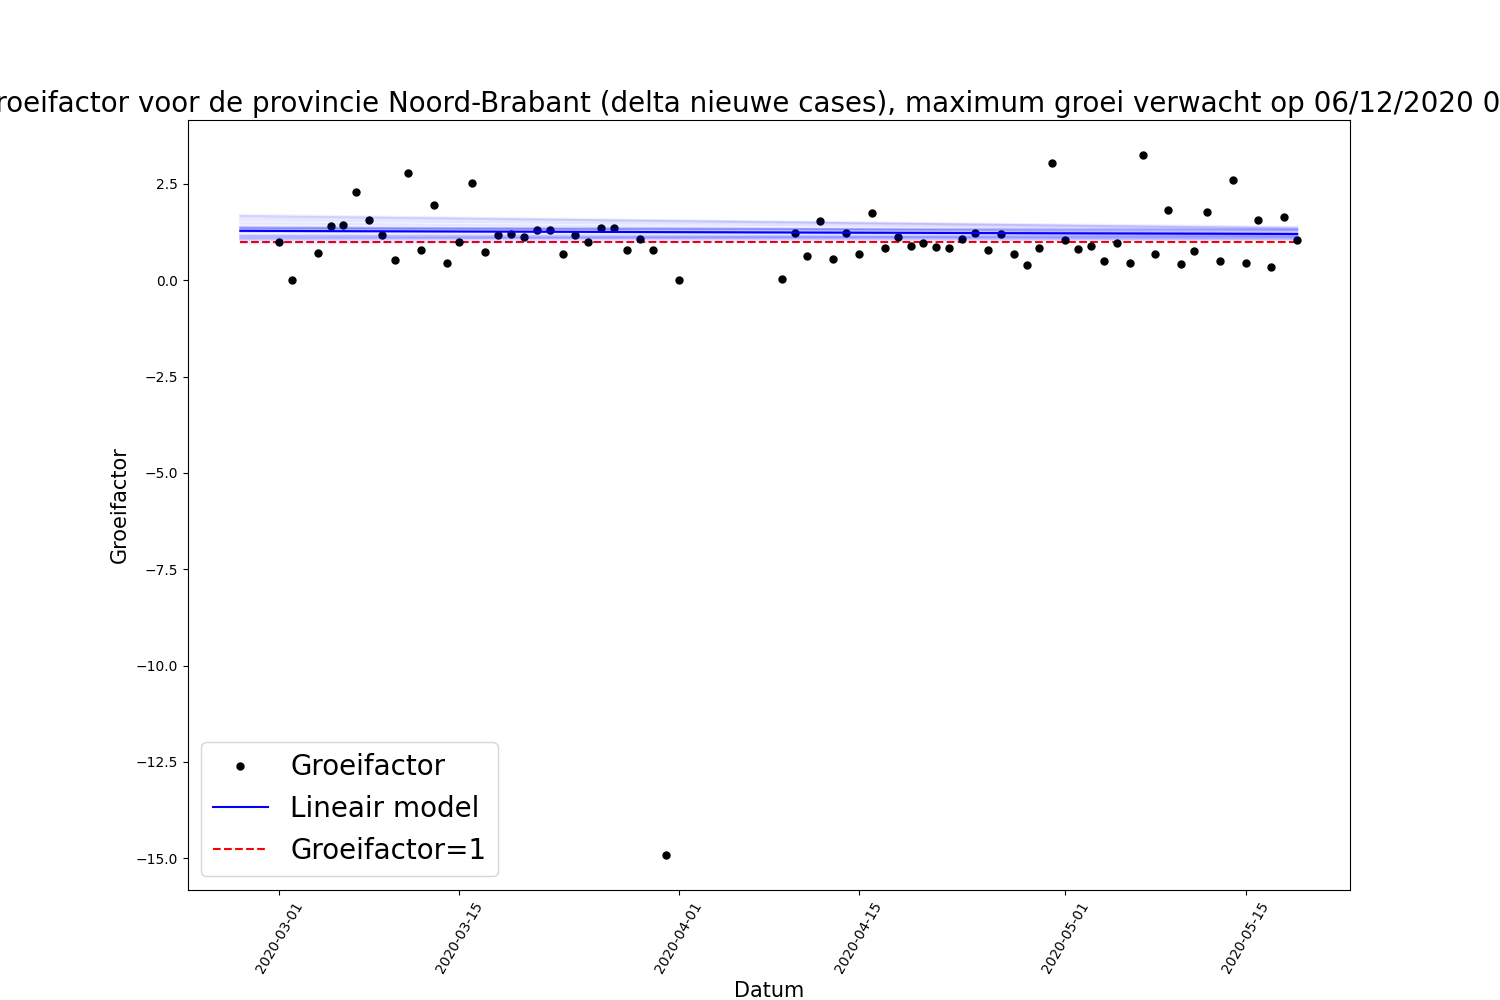 roeifactor voor de provincie Noord-Brabant (delta nieuwe cases), maximum groei verwacht op 06/12/2020 0
2.5
0.0
−2.5
−5.0
−7.5
−10.0
−12.5
−15.0
Groeifactor
Groeifactor
Lineair model
Groeifactor=1
2020-03-01
2020-03-15
2020-04-01
2020-04-15
2020-05-01
2020-05-15
Datum